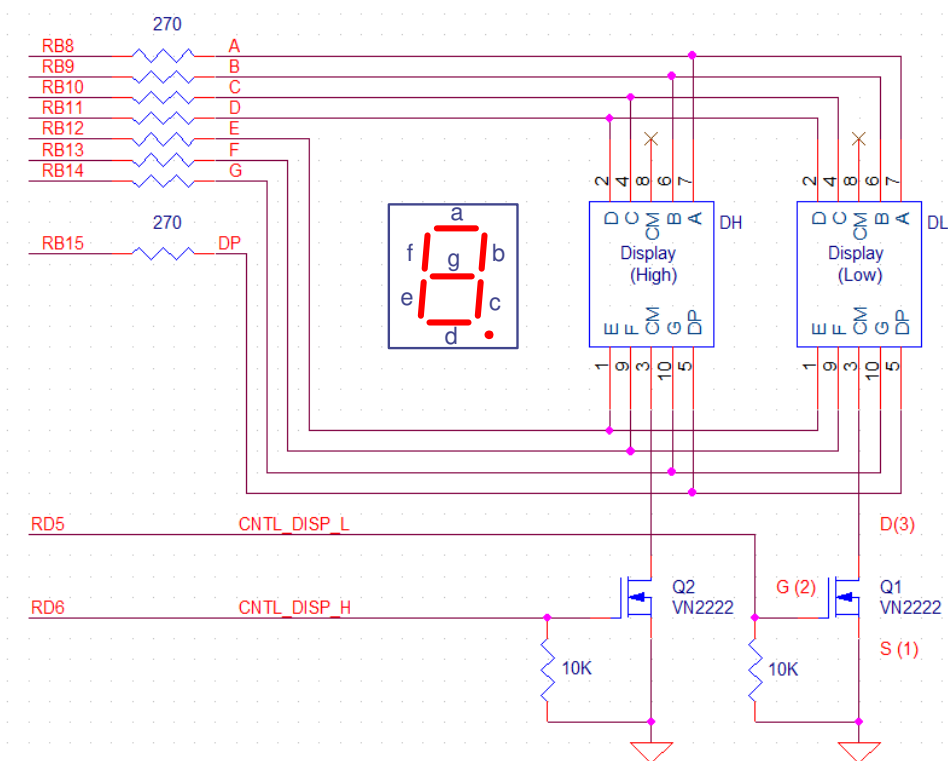 270
RB8 A
RB9 B
RB10 C
RB11 D
RB12 E
RB13 F
RB14 G
270
RB15 DP
a
f b
g
e c
d
2 4 8 6 7
D C CM B A
DH
Display
(High)
E F CM G DP
1 9 3 10 5
2 4 8 6 7
D C CM B A
DL
Display
(Low)
E F CM G DP
1 9 3 10 5
RD5 CNTL_DISP_L
D(3)
Q2
VN2222
G (2)
Q1
VN2222
RD6 CNTL_DISP_H
S (1)
10K
10K